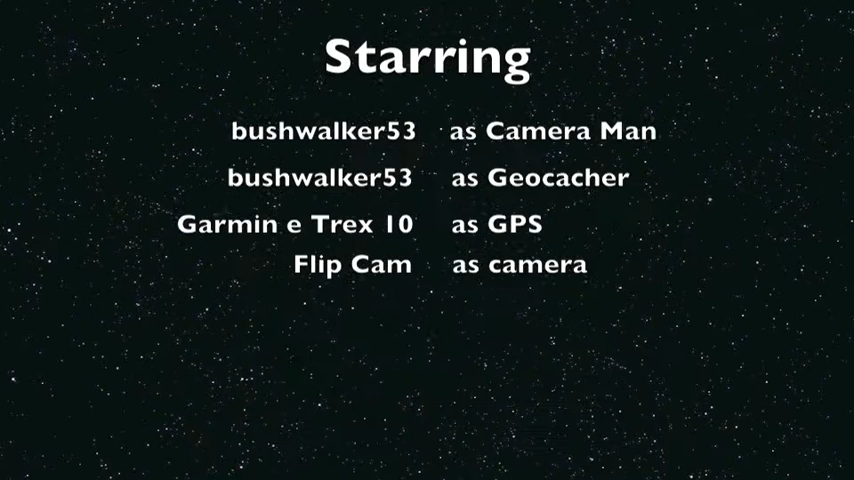 Starring
bushwalker53 as Camera Man
bushwalker53 as Geocacher
Garmin e Trex 10 as GPS
Flip Cam as camera